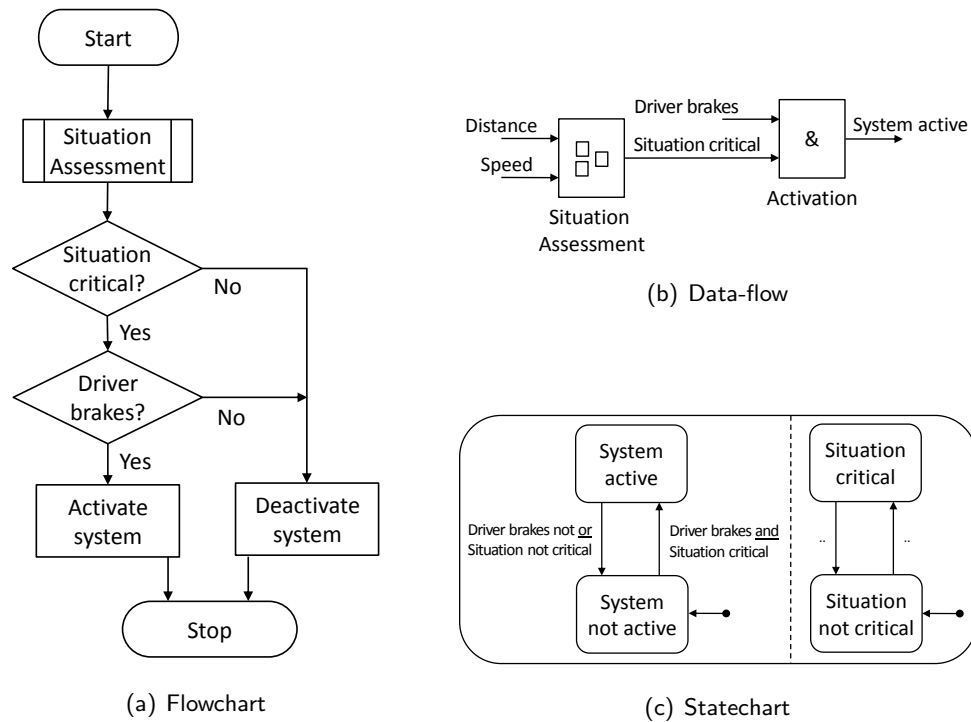 Start
Situation
Assessment
Situation
critical?
No
Yes
Driver
brakes?
No
Yes
Activate
system
Deactivate
system
Stop
(a) Flowchart
Driver brakes
Distance
System active
Situation critical
&
Speed
Activation
Situation
Assessment
(b) Data-flow
System
active
Driver brakes not or
Situation not critical
Driver brakes and
Situation critical
System
not active
Situation
critical
..
..
Situation
not critical
(c) Statechart